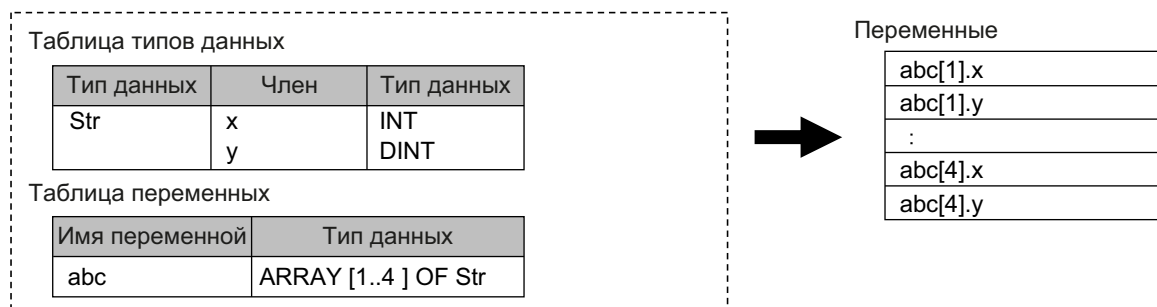 Таблица типов данных
Тип данных Член Тип данных
Str x INT
y DINT
Таблица переменных
Имя переменной Тип данных
abc ARRAY [1..4 ] OF Str
Переменные
abc[1].x
abc[1].y
:
abc[4].x
abc[4].y